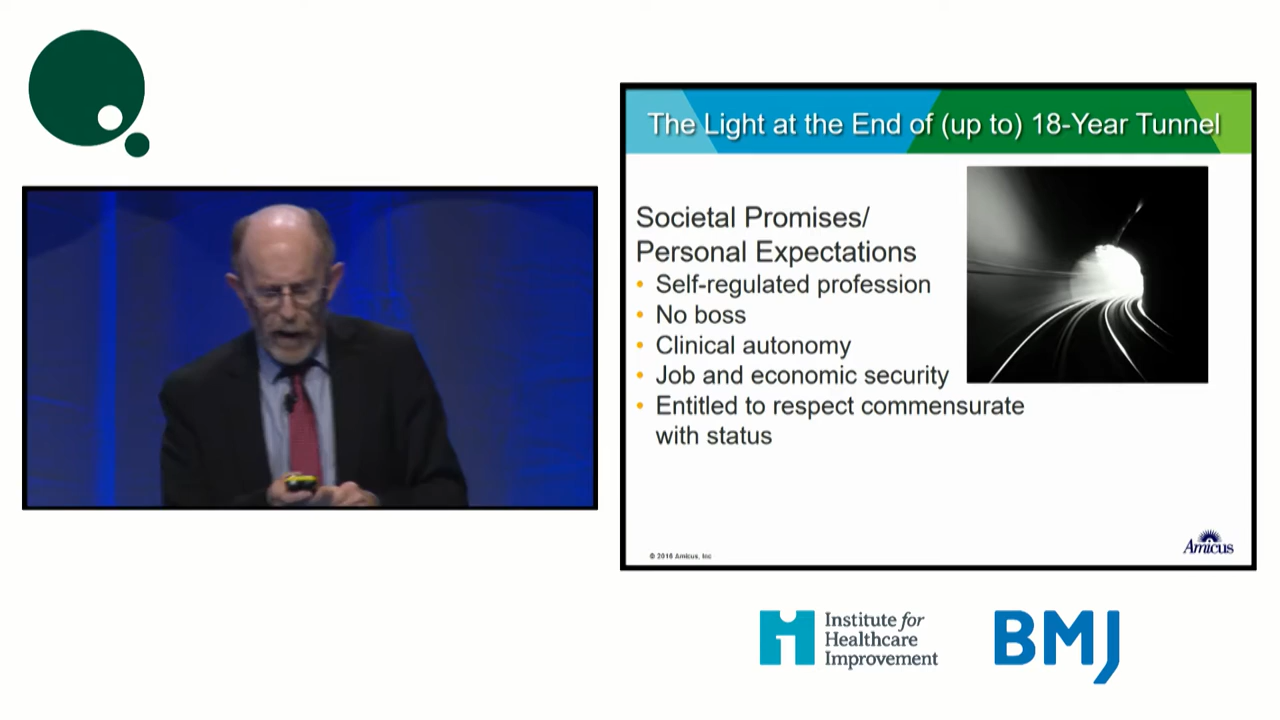 The Light at the End of (up to) 18-Year Tunnel
Societal Promises/
Personal Expectations
• Self-regulated profession
• No boss
• Clinical autonomy
• Job and economic security
• Entitled to respect commensurate
with status
© 2016 Amicus, Inc
Amicus
Institute for
Healthcare
Improvement
BMJ